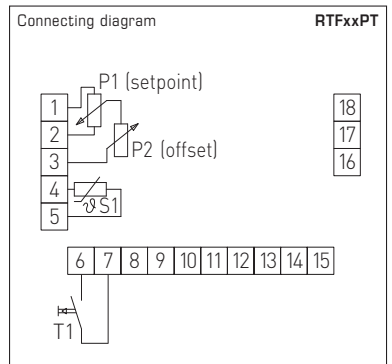 Connecting diagram RTFxxPT
P1 (setpoint)
1 18
2 17
P2 (offset)
3 16
4
ϑ S1
5
6 7 8 9 10 11 12 13 14 15
T1